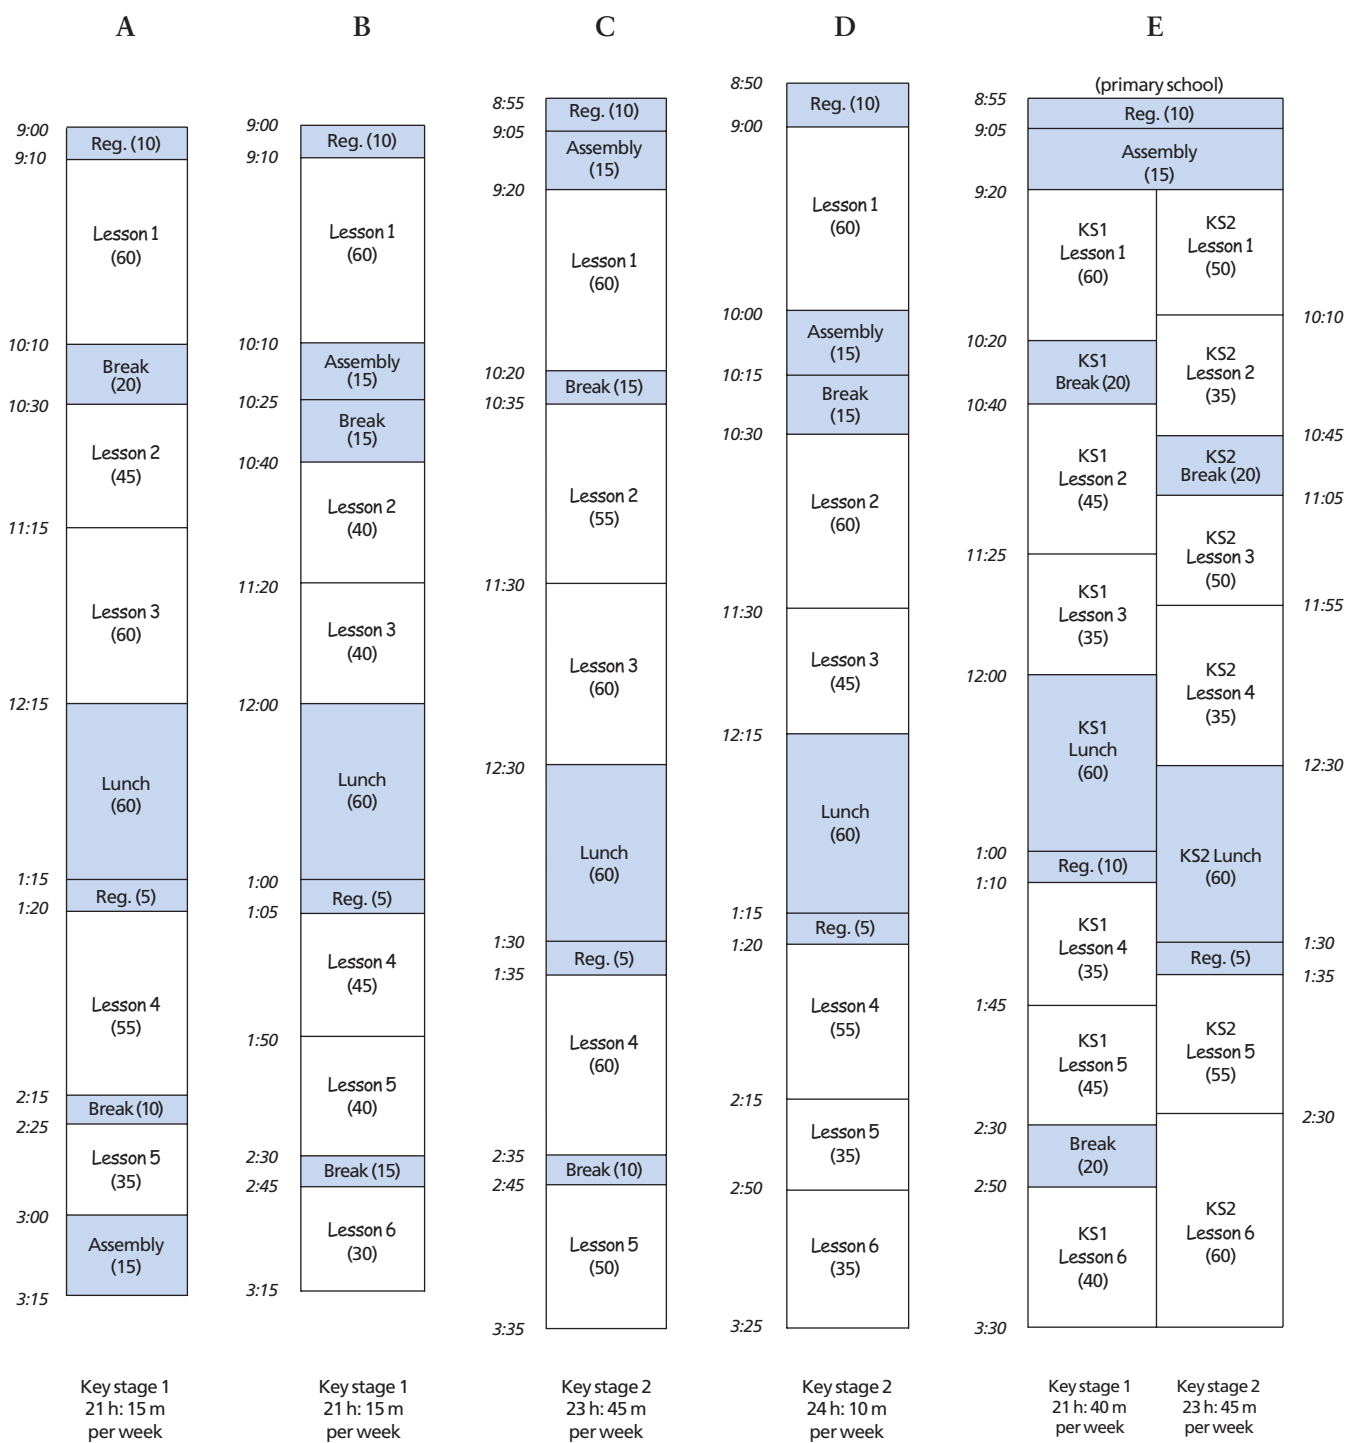 A
B
C
D
E
(primary school)
9:00
Reg. (10)
9:10
Lesson 1
(60)
10:10
Break
(20)
10:30
Lesson 2
(45)
11:15
Lesson 3
(60)
12:15
Lunch
(60)
1:15
Reg. (5)
1:20
Lesson 4
(55)
2:15
Break (10)
2:25
Lesson 5
(35)
3:00
Assembly
(15)
3:15
Key stage 1
21 h: 15 m
per week
9:00
Reg. (10)
9:10
Lesson 1
(60)
10:10
Assembly
(15)
10:25
Break
(15)
10:40
Lesson 2
(40)
11:20
Lesson 3
(40)
12:00
Lunch
(60)
1:00
Reg. (5)
1:05
Lesson 4
(45)
1:50
Lesson 5
(40)
2:30
Break (15)
2:45
Lesson 6
(30)
3:15
Key stage 1
21 h: 15 m
per week
8:55
Reg. (10)
9:05
Assembly
(15)
9:20
Lesson 1
(60)
10:20
Break (15)
10:35
Lesson 2
(55)
11:30
Lesson 3
(60)
12:30
Lunch
(60)
1:30
Reg. (5)
1:35
Lesson 4
(60)
2:35
Break (10)
2:45
Lesson 5
(50)
3:35
Key stage 2
23 h: 45 m
per week
8:50
Reg. (10)
9:00
Lesson 1
(60)
10:00
Assembly
(15)
10:15
Break
(15)
10:30
Lesson 2
(60)
11:30
Lesson 3
(45)
12:15
Lunch
(60)
1:15
Reg. (5)
1:20
Lesson 4
(55)
2:15
Lesson 5
(35)
2:50
Lesson 6
(35)
3:25
Key stage 2
24 h: 10 m
per week
8:55
Reg. (10)
9:05
Assembly
(15)
9:20
KS1
Lesson 1
(60)
10:20
KS1
Break (20)
10:40
KS1
Lesson 2
(45)
11:25
KS1
Lesson 3
(35)
12:00
KS1
Lunch
(60)
1:00
Reg. (10)
1:10
KS1
Lesson 4
(35)
1:45
KS1
Lesson 5
(45)
2:30
Break
(20)
2:50
KS1
Lesson 6
(40)
3:30
Key stage 1
21 h: 40 m
per week
KS2
Lesson 1
(50)
10:10
KS2
Lesson 2
(35)
10:45
KS2
Break (20)
11:05
KS2
Lesson 3
(50)
11:55
KS2
Lesson 4
(35)
12:30
KS2 Lunch
(60)
1:30
Reg. (5)
1:35
KS2
Lesson 5
(55)
2:30
KS2
Lesson 6
(60)
Key stage 2
23 h: 45 m
per week